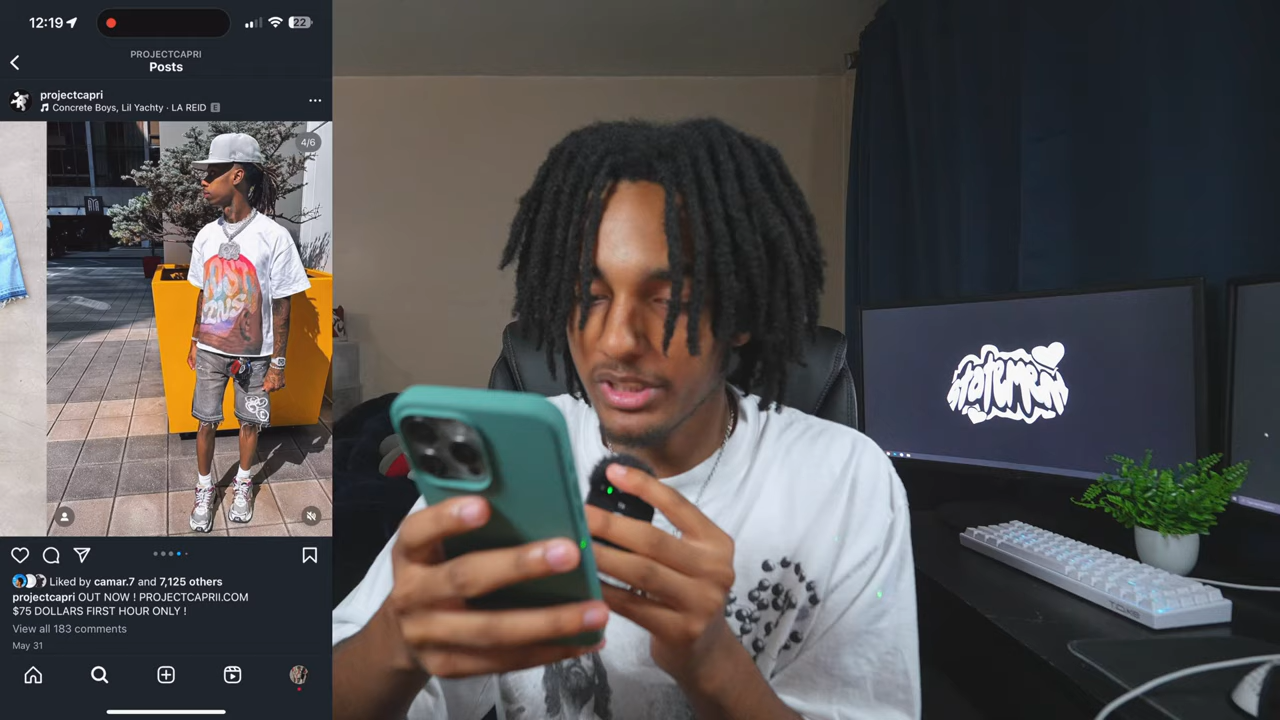 12:19
22
PROJECTCAPRI
Posts
projectcapri
Concrete Boys, Lil Yachty · LA REID E
4/6
LOST
Liked by camar.7 and 7,125 others
projectcapri OUT NOW ! PROJECTCAPRII.COM
$75 DOLLARS FIRST HOUR ONLY !
View all 183 comments
May 31
statement